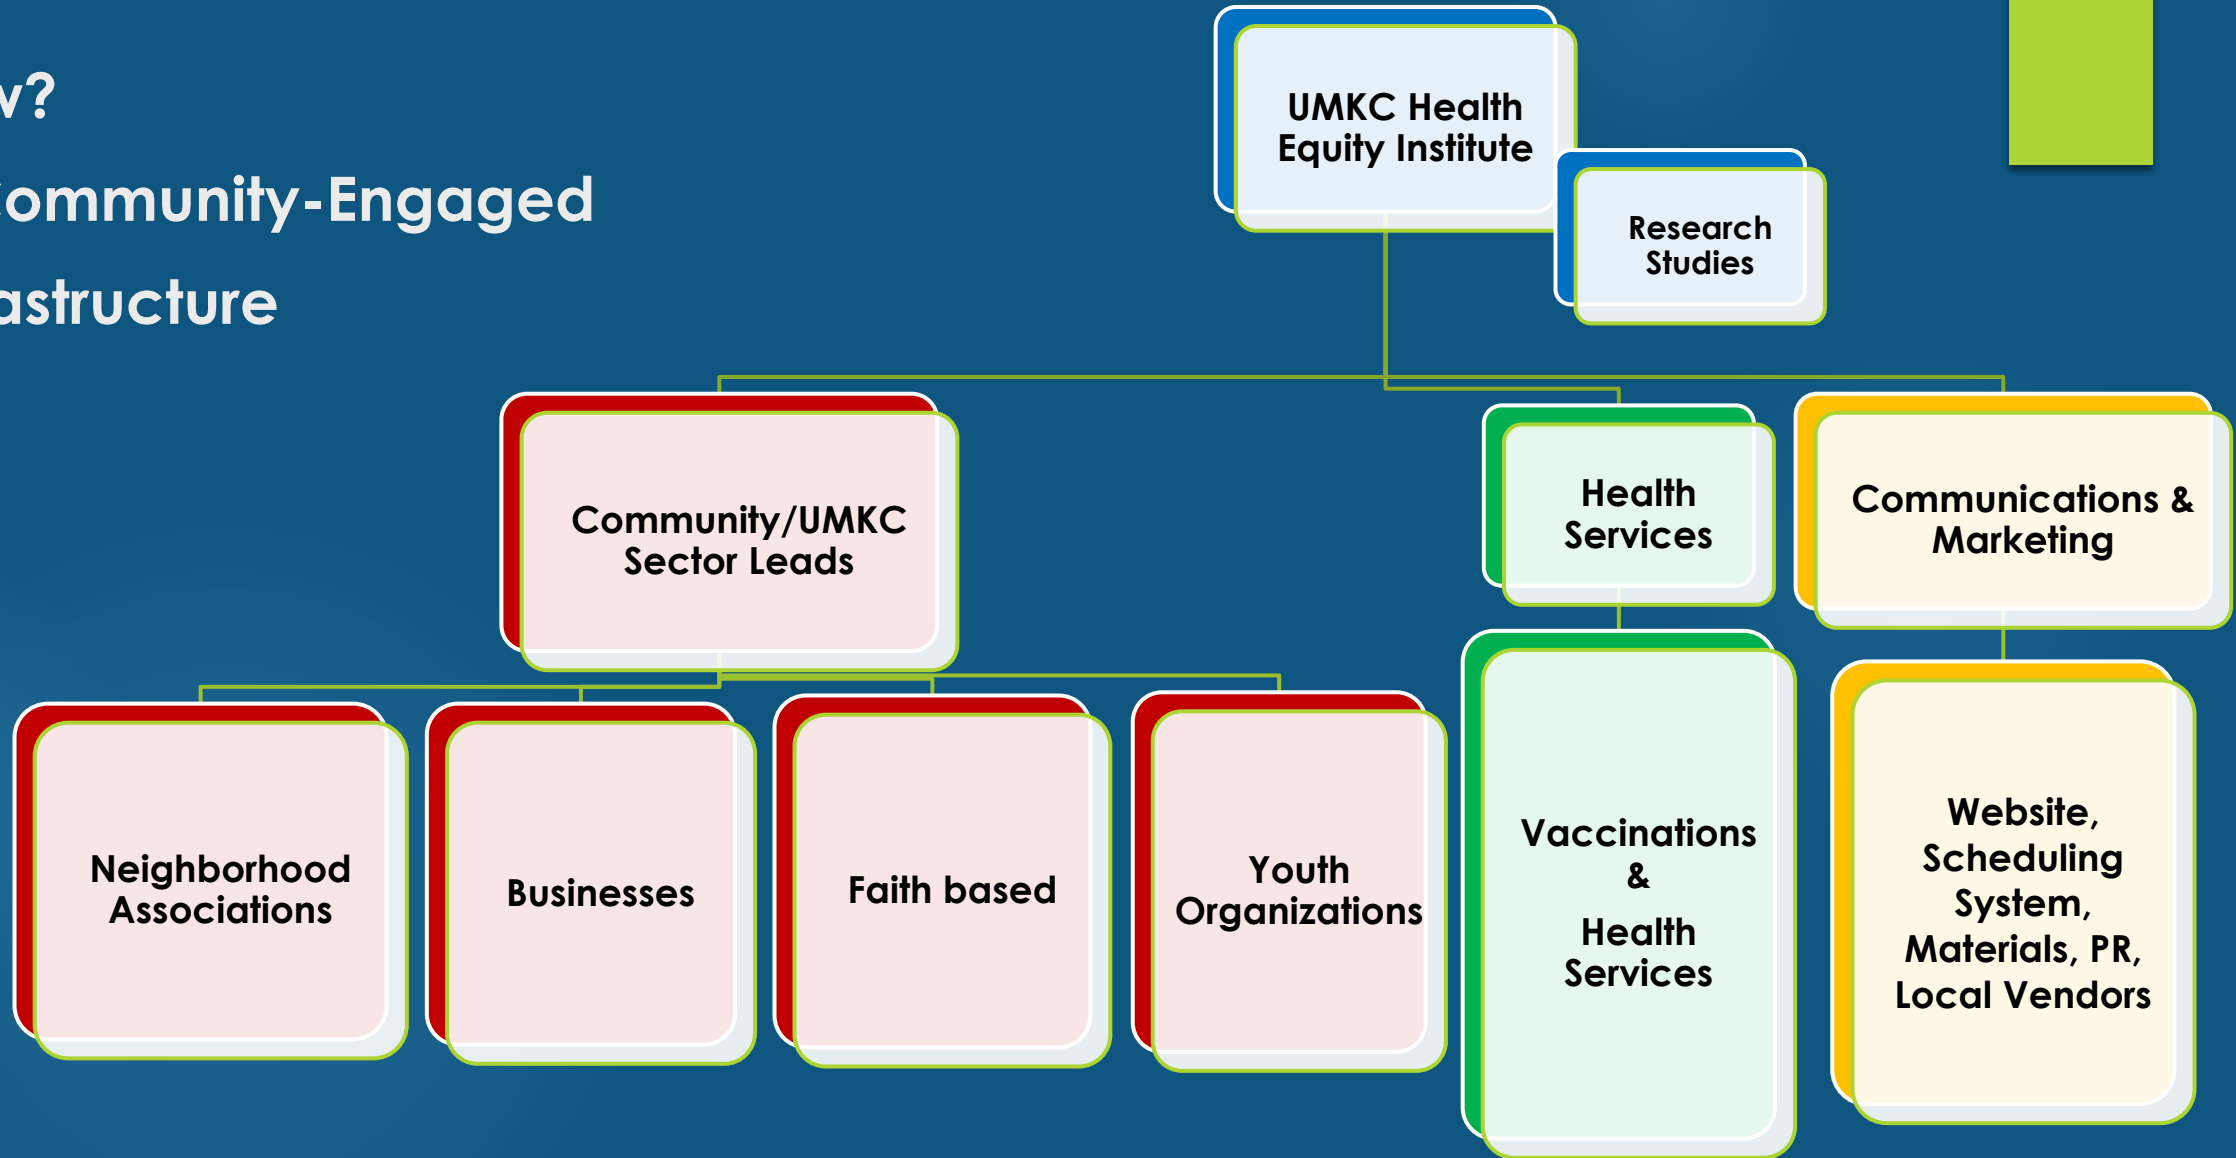 w?
ommunity-Engaged
astructure
UMKC Health
Equity Institute
Research
Studies
Community/UMKC
Sector Leads
Health
Services
Communications &
Marketing
Neighborhood
Associations
Businesses
Faith based
Youth
Organizations
Vaccinations
&
Health
Services
Website,
Scheduling
System,
Materials, PR,
Local Vendors